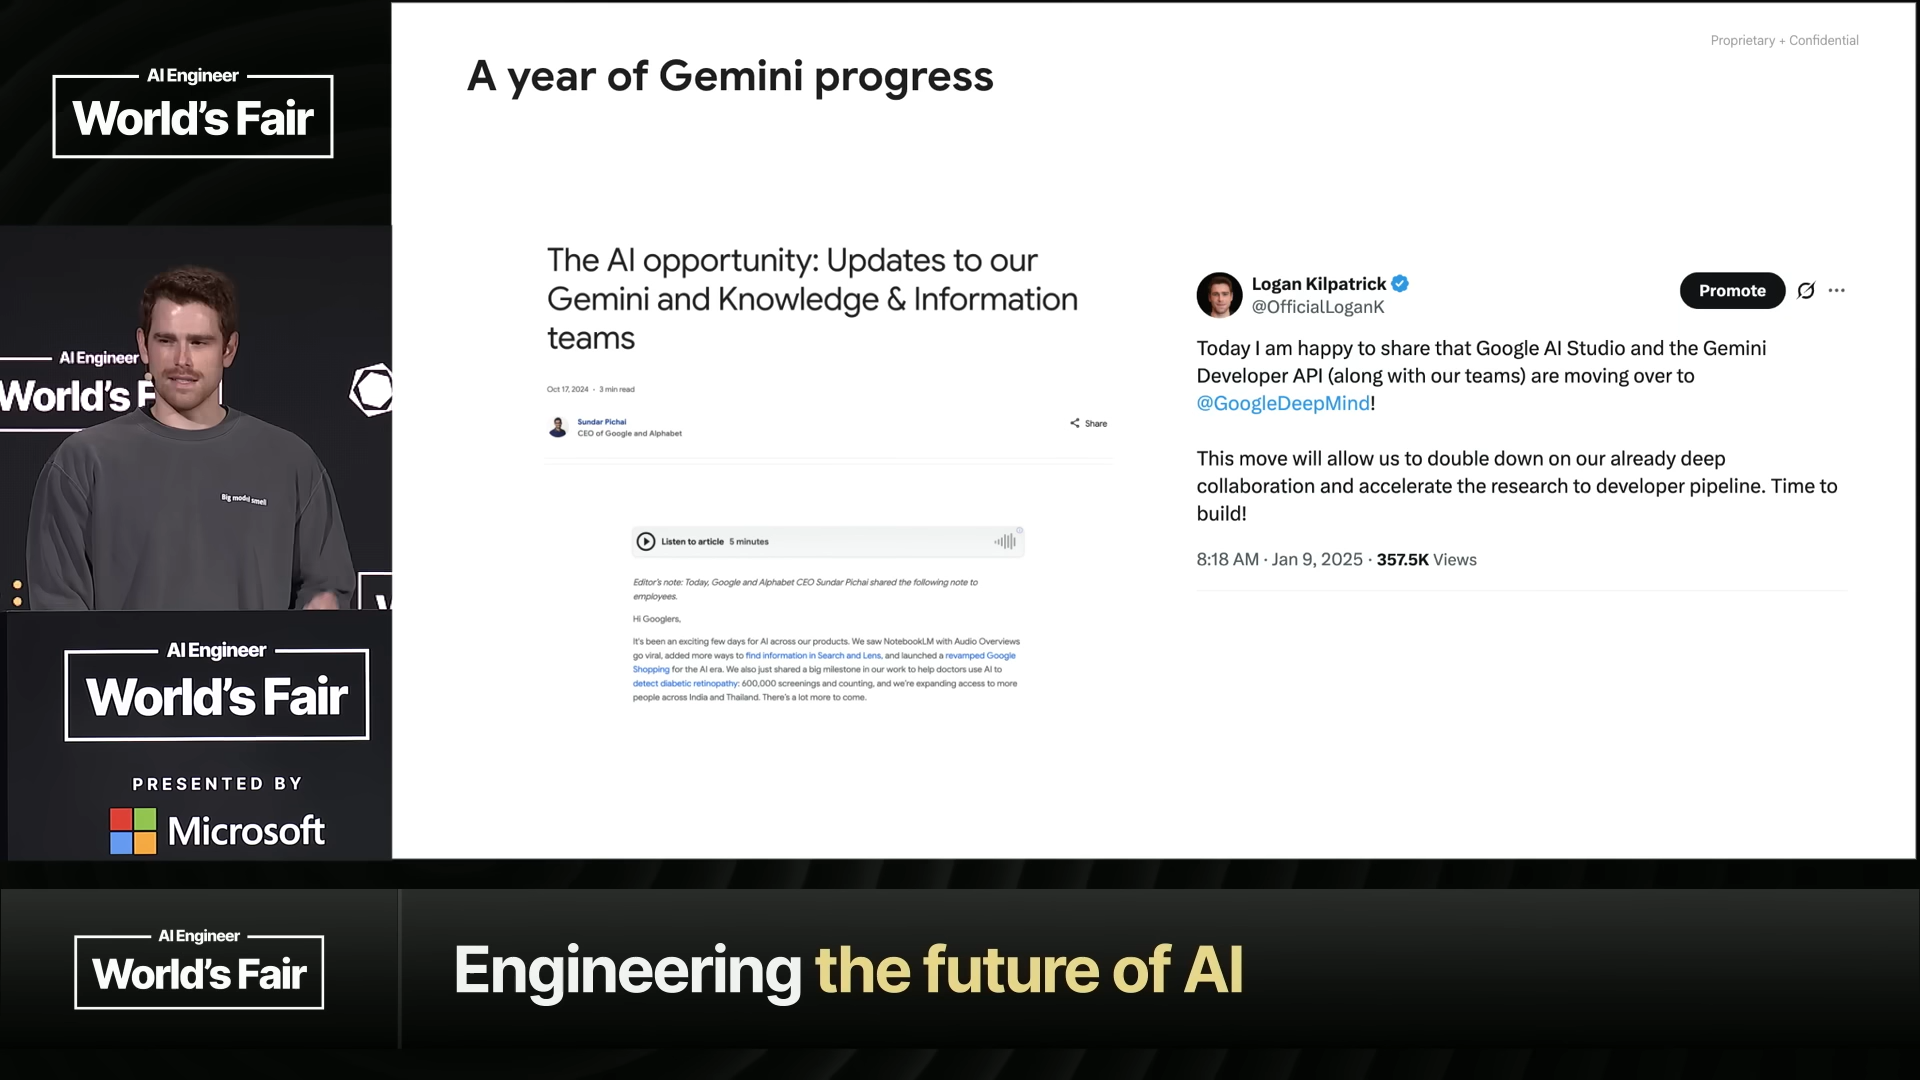 AI Engineer
World's Fair
Proprietary + Confidential
A year of Gemini progress
The AI opportunity: Updates to our
Gemini and Knowledge & Information
teams
Oct 17, 2024 · 3 min read
Sundar Pichai
CEO of Google and Alphabet
Share
Listen to article 5 minutes
Editor's note: Today, Google and Alphabet CEO Sundar Pichai shared the following note to
employees.
Hi Googlers,
It's been an exciting few days for AI across our products. We saw NotebookLM with Audio Overviews
go viral, added more ways to find information in Search and Lens, and launched a revamped Google
Shopping for the AI era. We also just shared a big milestone in our work to help doctors use AI to
detect diabetic retinopathy: 600,000 screenings and counting, and we're expanding access to more
people across India and Thailand. There's a lot more to come.
Logan Kilpatrick
@OfficialLoganK
Promote
Today I am happy to share that Google AI Studio and the Gemini
Developer API (along with our teams) are moving over to
@GoogleDeepMind!
This move will allow us to double down on our already deep
collaboration and accelerate the research to developer pipeline. Time to
build!
8:18 AM · Jan 9, 2025 · 357.5K Views
AI Engineer
World's F
Big model smell
W
AI Engineer
World's Fair
PRESENTED BY
Microsoft
AI Engineer
World's Fair
Engineering the future of AI